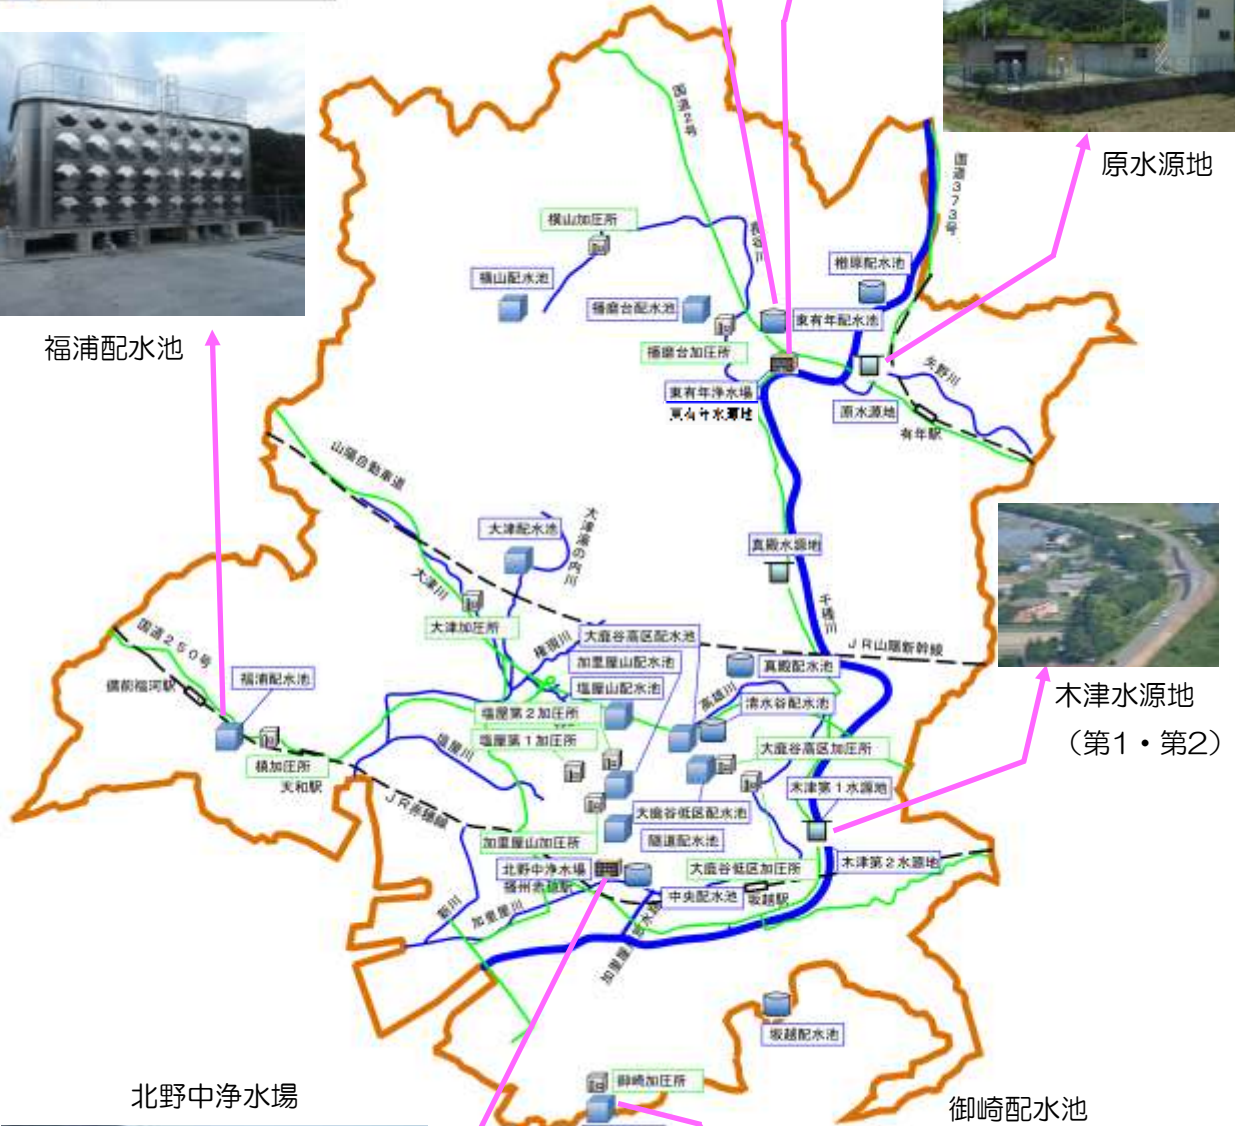 原水源地
国道2号
国道373号
横山加圧所
横山配水池
播磨台配水池
播磨台加圧所
楢原配水池
東有年配水池
東有年浄水場
矢野川
原水源地
有年駅
福浦配水池
山陽自動車道
大津配水池
大津川
大津加圧所
真殿水源地
千種川
JR山陽新幹線
権現川
大鹿谷高区配水池
加里屋山配水池
塩屋山配水池
真殿配水池
高雄川
清水谷配水池
木津水源地
(第1・第2)
国道250号
備前福河駅
福浦配水池
槙加圧所
天和駅
塩屋第2加圧所
塩屋第1加圧所
塩屋川
大鹿谷高区加圧所
木津第1水源地
JR赤穂線
大鹿谷低区配水池
隧道配水池
加里屋山加圧所
北野中浄水場
播州赤穂駅
大鹿谷低区加圧所
木津第2水源地
中央配水池
坂越駅
新川
加里屋川
坂越配水池
御崎加圧所
北野中浄水場
御崎配水池